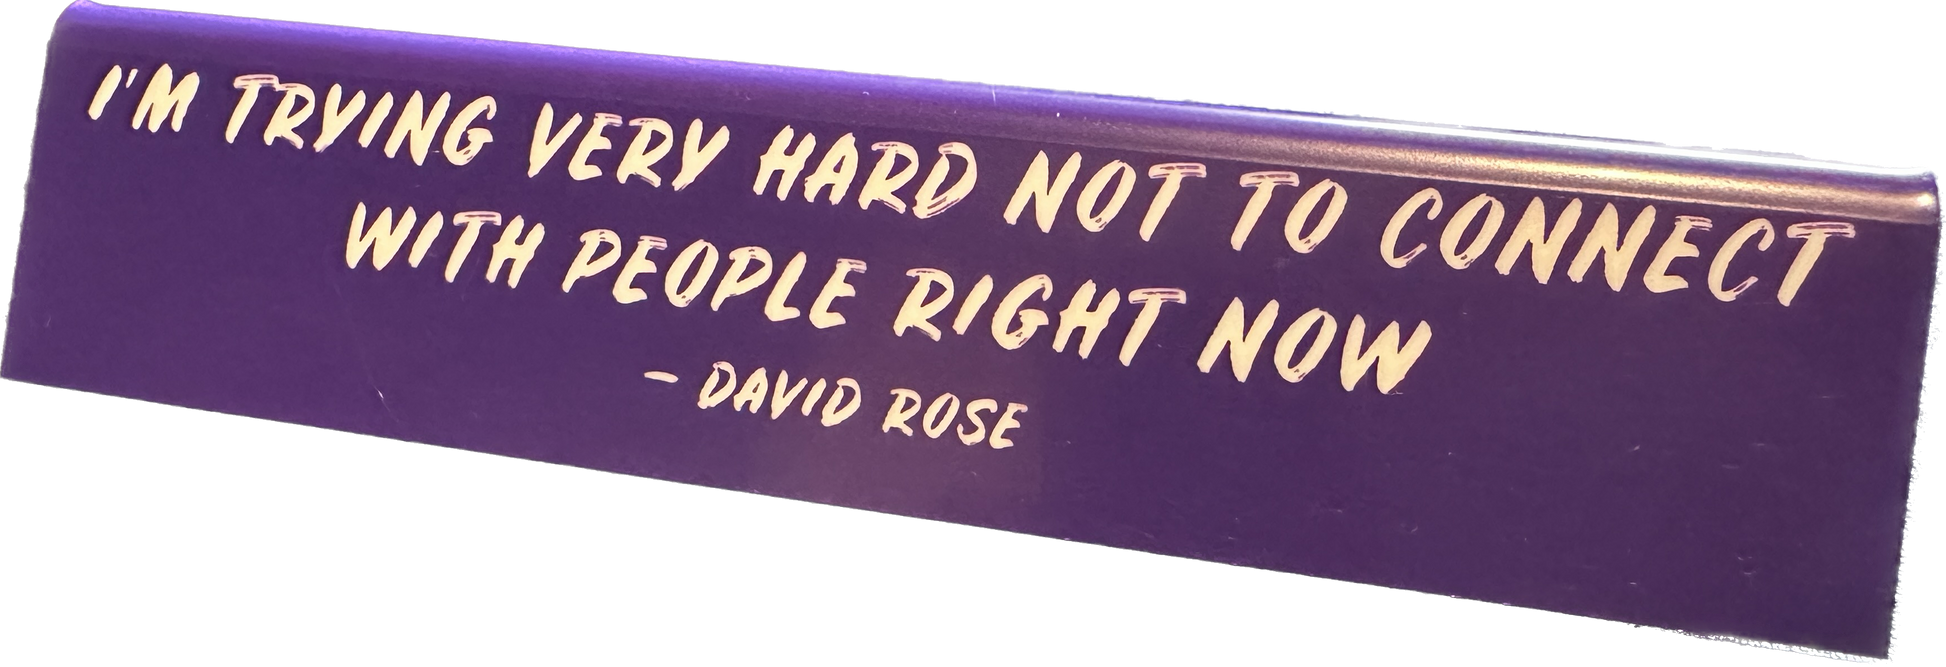 I'M TRYING VERY HARD NOT TO CONNECT
WITH PEOPLE RIGHT NOW
- DAVID ROSE